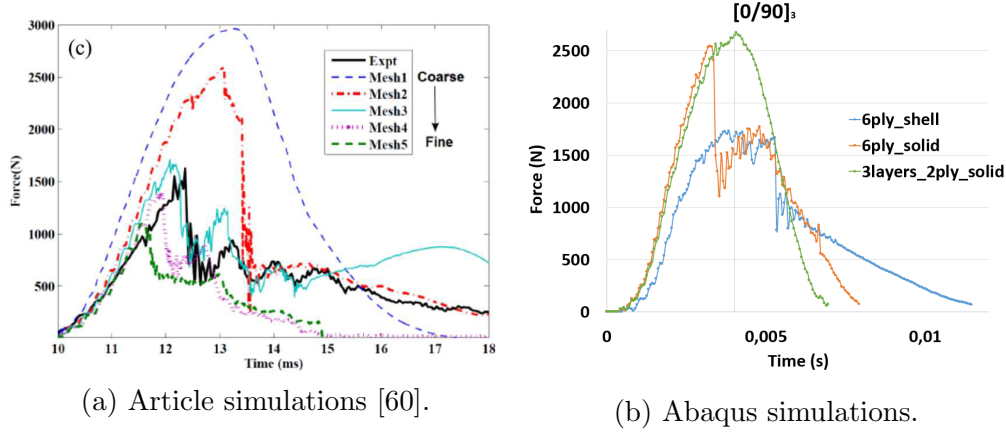 3000
2500
2000
1500
1000
500
Force(N)
(c)
Expt
Mesh1
Mesh2
Mesh3
Mesh4
Mesh5
Coarse
Fine
10 11 12 13 14 15 16 17 18
Time (ms)
(a) Article simulations [60].
[0/90]₃
2500
2000
1500
1000
500
0
Force (N)
6ply_shell
6ply_solid
3layers_2ply_solid
0 0,005 0,01
Time (s)
(b) Abaqus simulations.